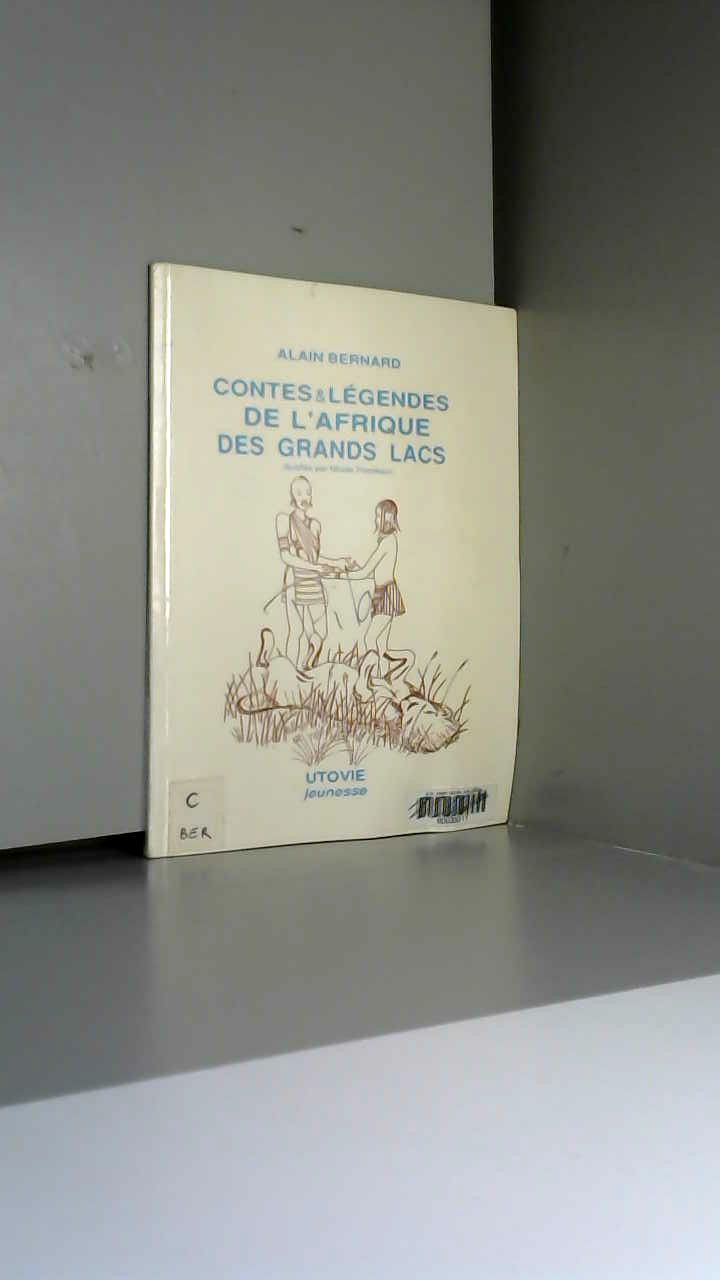 ALAIN BERNARD
CONTES & LÉGENDES
DE L'AFRIQUE
DES GRANDS LACS
UTOVIE
jeunesse
C
BER